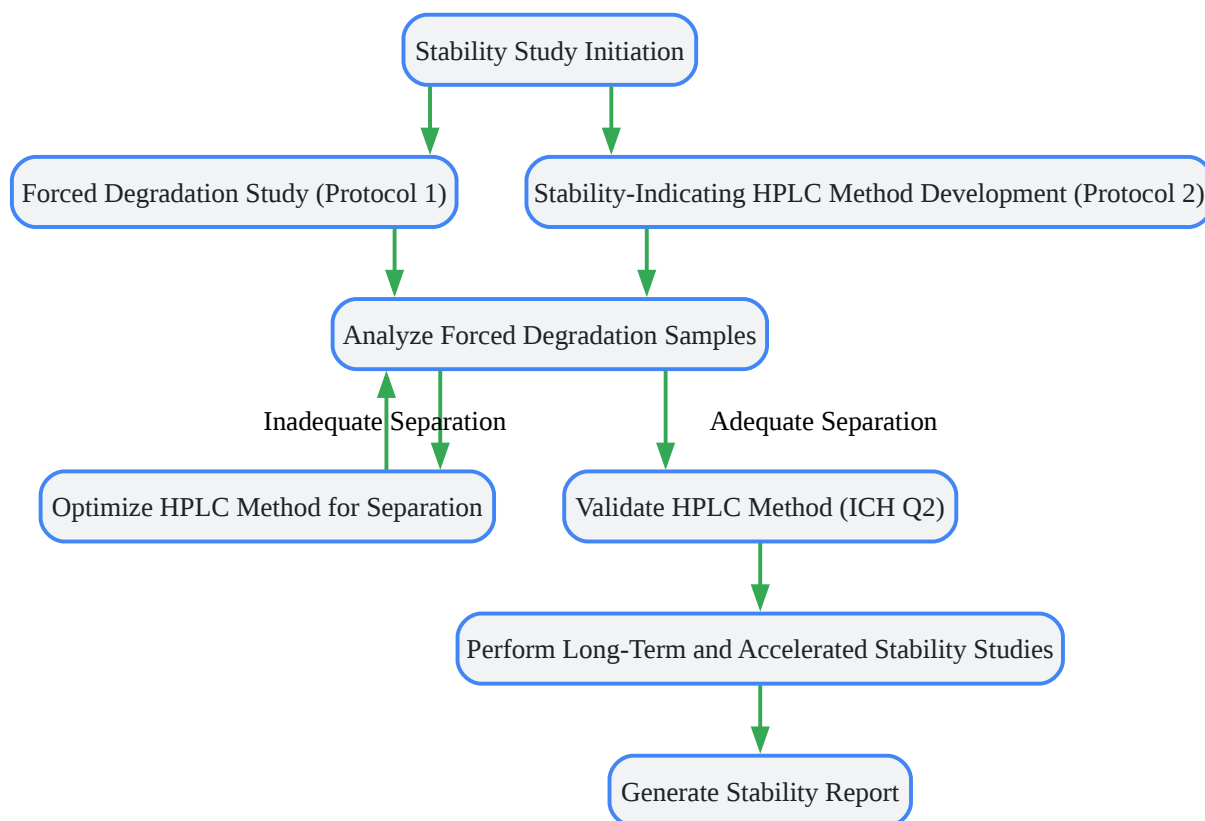 Stability Study Initiation
Forced Degradation Study (Protocol 1)
Stability-Indicating HPLC Method Development (Protocol 2)
Analyze Forced Degradation Samples
Inadequate Separation
Adequate Separation
Optimize HPLC Method for Separation
Validate HPLC Method (ICH Q2)
Perform Long-Term and Accelerated Stability Studies
Generate Stability Report